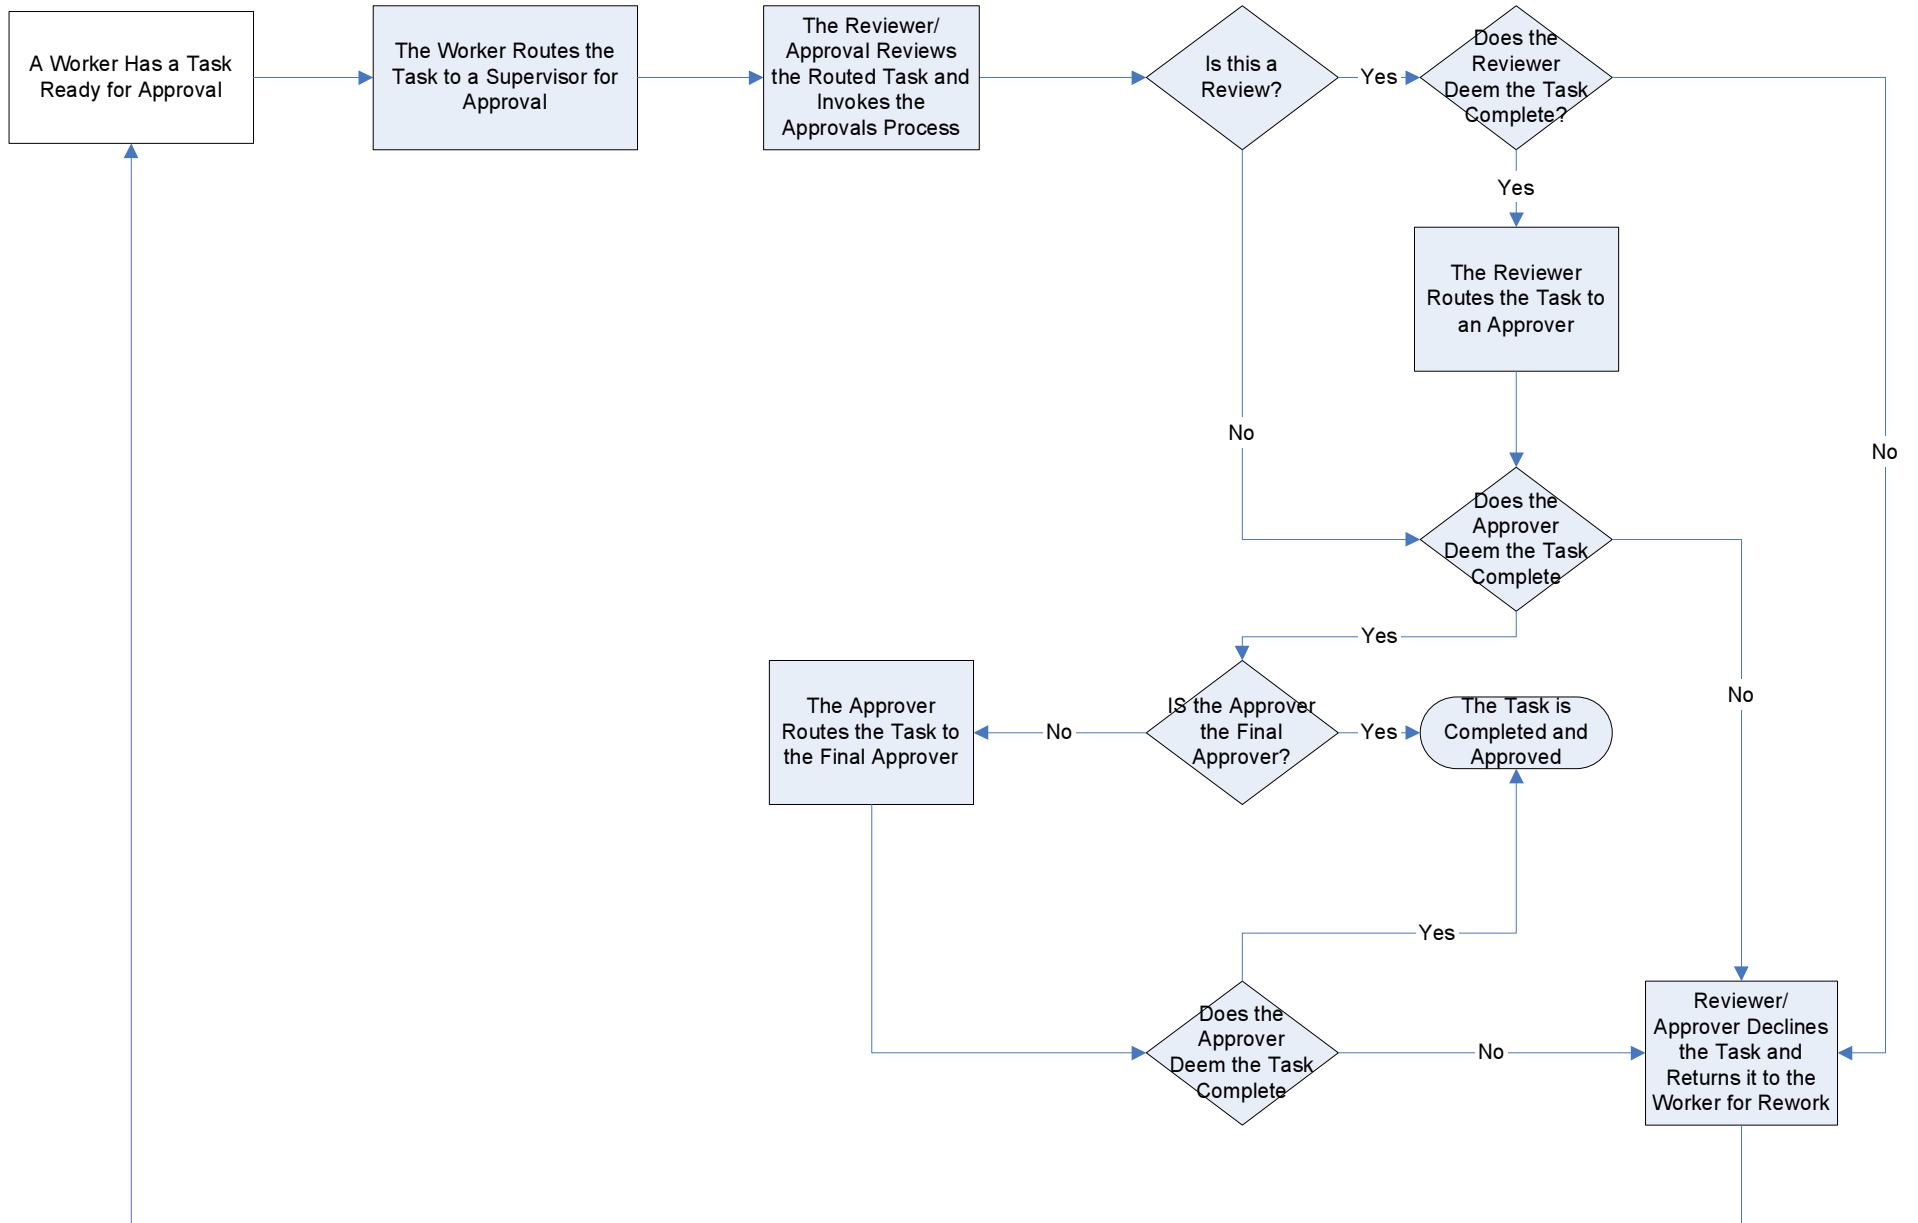 A Worker Has a Task
Ready for Approval
The Worker Routes the
Task to a Supervisor for
Approval
The Reviewer/
Approval Reviews
the Routed Task and
Invokes the
Approvals Process
Is this a
Review?
Yes
Does the
Reviewer
Deem the Task
Complete?
Yes
The Reviewer
Routes the Task to
an Approver
No
No
Does the
Approver
Deem the Task
Complete
Yes
No
The Approver
Routes the Task to
the Final Approver
No
IS the Approver
the Final
Approver?
Yes
The Task is
Completed and
Approved
Yes
Does the
Approver
Deem the Task
Complete
No
Reviewer/
Approver Declines
the Task and
Returns it to the
Worker for Rework